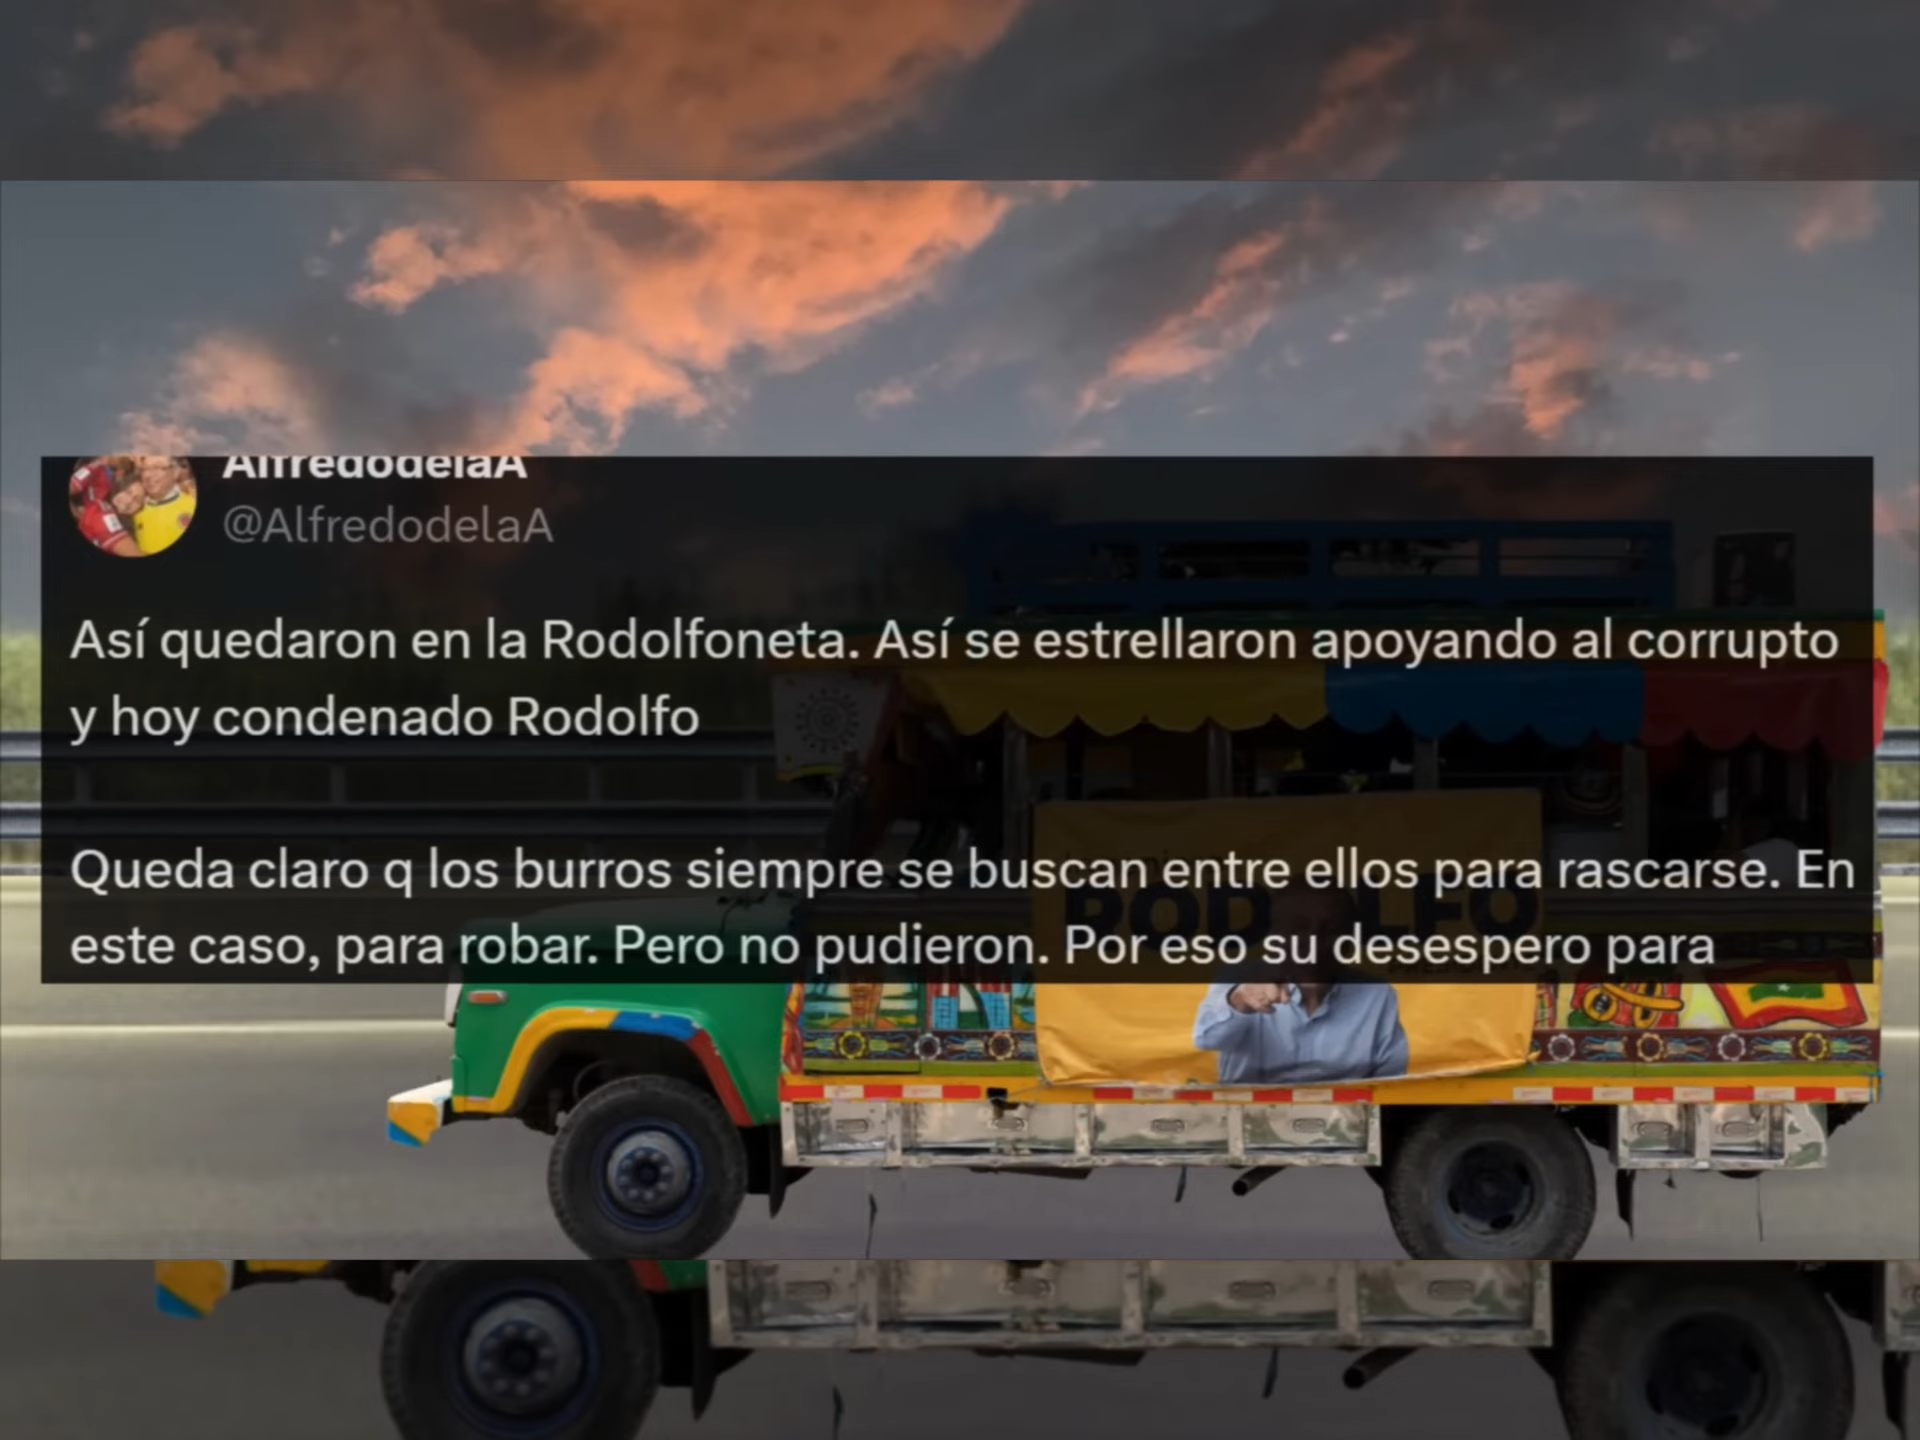 AlfredodelaA
@AlfredodelaA
Así quedaron en la Rodolfoneta. Así se estrellaron apoyando al corrupto
y hoy condenado Rodolfo
Queda claro q los burros siempre se buscan entre ellos para rascarse. En
este caso, para robar. Pero no pudieron. Por eso su desespero para
RODOLFO